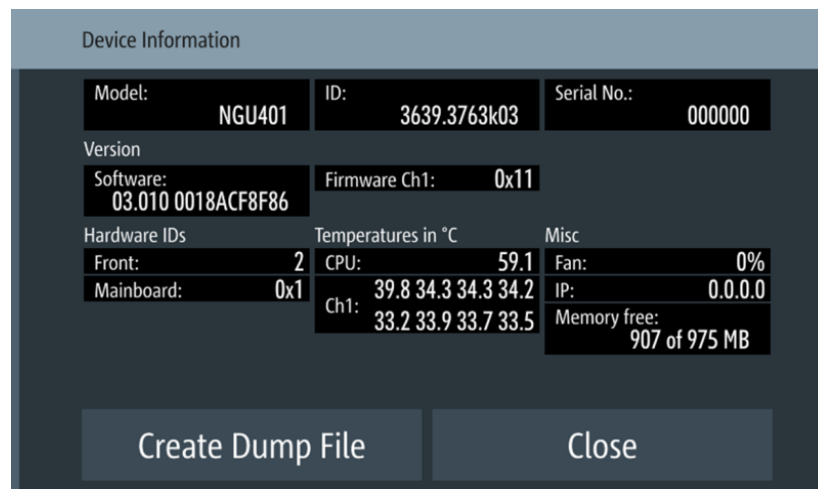 Device Information
Model: ID: Serial No.:
NGU401 3639.3763k03 000000
Version
Software: Firmware Ch1: 0x11
03.010 0018ACF8F86
Hardware IDs Temperatures in °C Misc
Front: 2 CPU: 59.1 Fan: 0%
Mainboard: 0x1 Ch1: 39.8 34.3 34.3 34.2 IP: 0.0.0.0
33.2 33.9 33.7 33.5 Memory free:
907 of 975 MB
Create Dump File Close